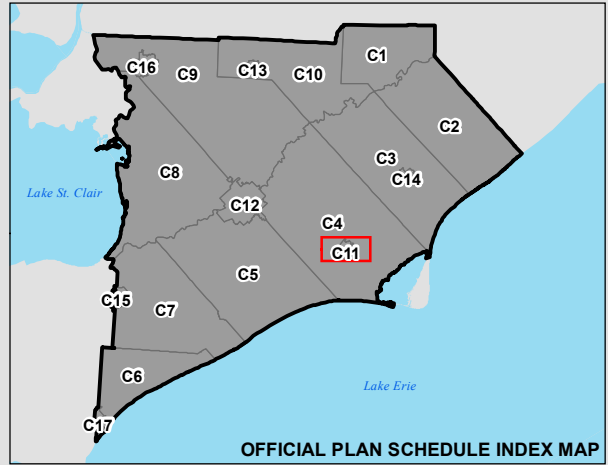 C1
C16
C9
C13
C10
C2
C3
C8
C14
Lake St. Clair
C12
C4
C11
C5
C15
C7
C6
Lake Erie
C17
OFFICIAL PLAN SCHEDULE INDEX MAP